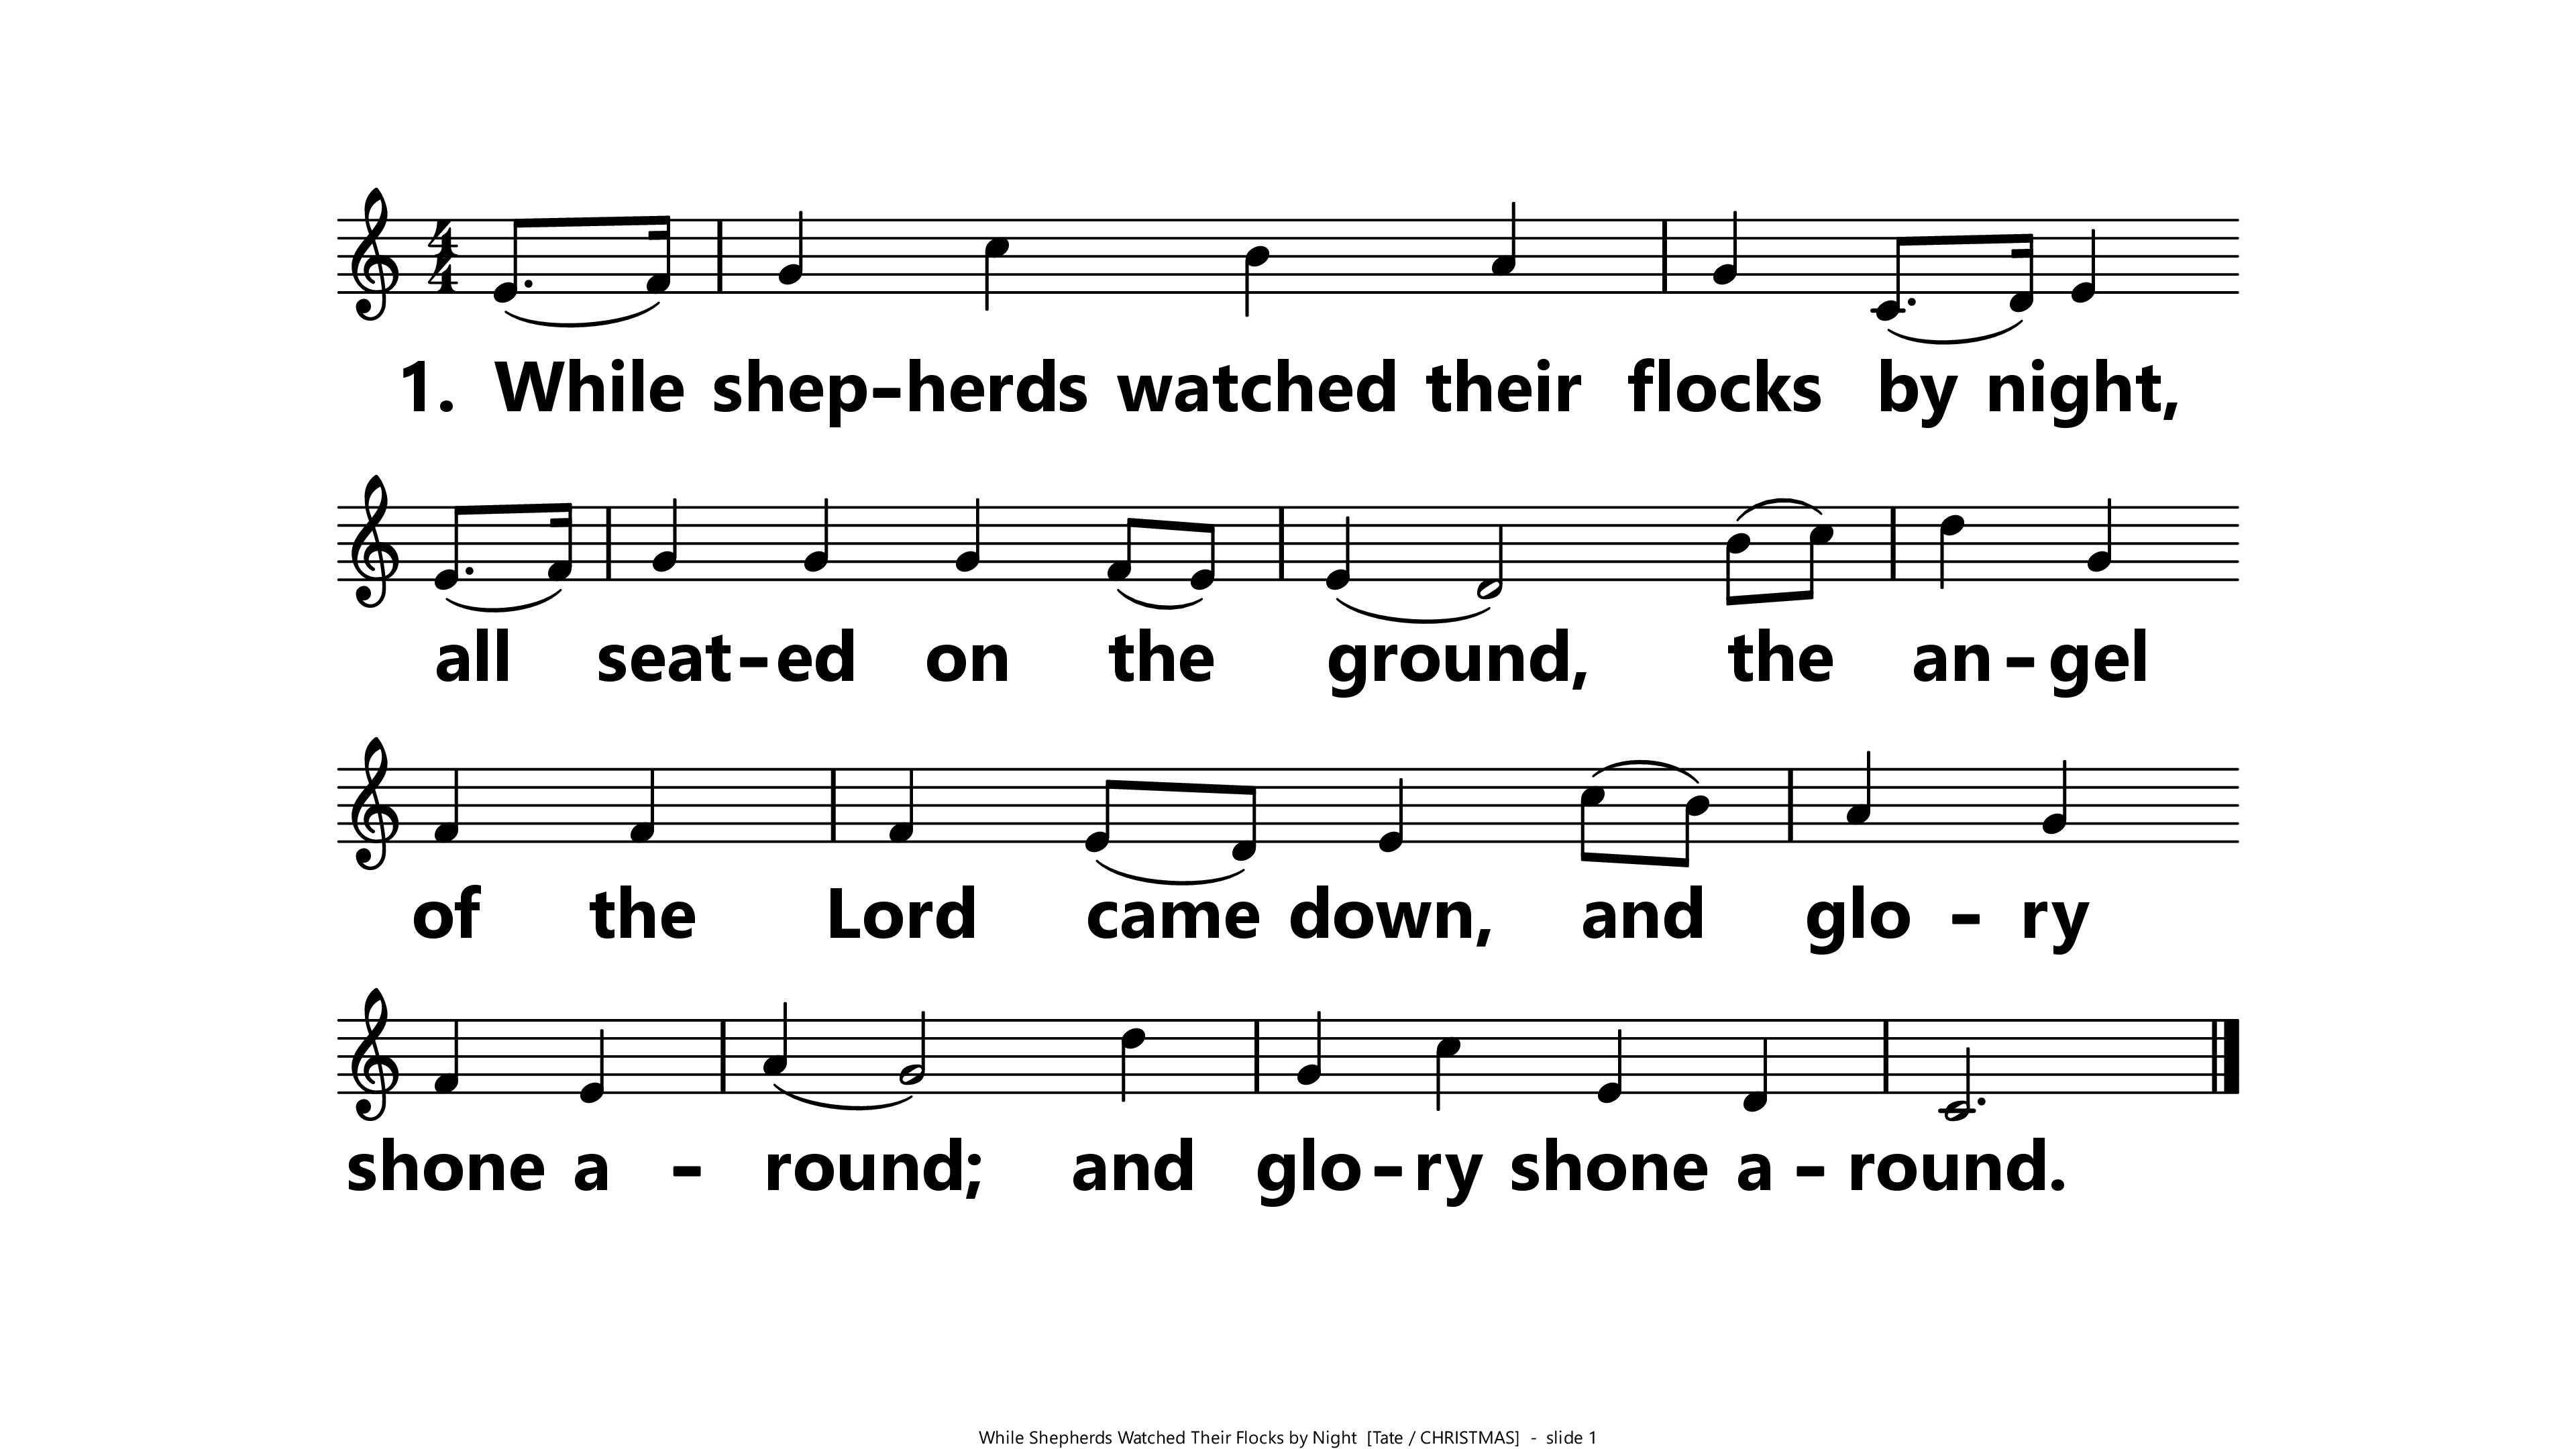 1. While shep-herds watched their flocks by night,
all seat-ed on the ground, the an-gel
of the Lord came down, and glo - ry
shone a - round; and glo-ry shone a - round.
While Shepherds Watched Their Flocks by Night [Tate / CHRISTMAS] - slide 1